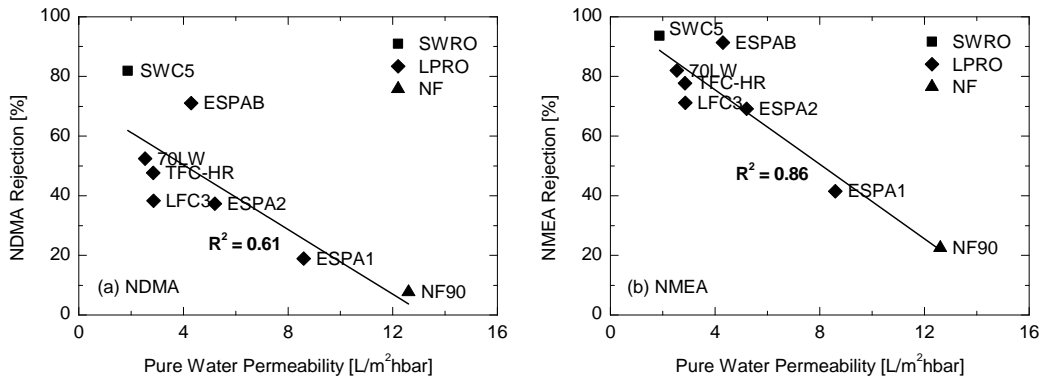 100
80
60
40
20
0
NDMA Rejection [%]
SWC5
ESPAB
70LW
TFC-HR
LFC3
ESPA2
ESPA1
NF90
SWRO
LPRO
NF
R² = 0.61
(a) NDMA
0 4 8 12 16
Pure Water Permeability [L/m²hbar]
100
80
60
40
20
0
NMEA Rejection [%]
SWC5
ESPAB
70LW
TFC-HR
LFC3
ESPA2
ESPA1
NF90
SWRO
LPRO
NF
R² = 0.86
(b) NMEA
0 4 8 12 16
Pure Water Permeability [L/m²hbar]